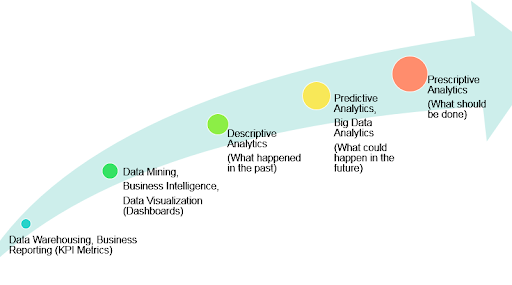 Data Warehousing, Business
Reporting (KPI Metrics)
Data Mining,
Business Intelligence,
Data Visualization
(Dashboards)
Descriptive
Analytics
(What happened
in the past)
Predictive
Analytics,
Big Data
Analytics
(What could
happen in the
future)
Prescriptive
Analytics
(What should
be done)